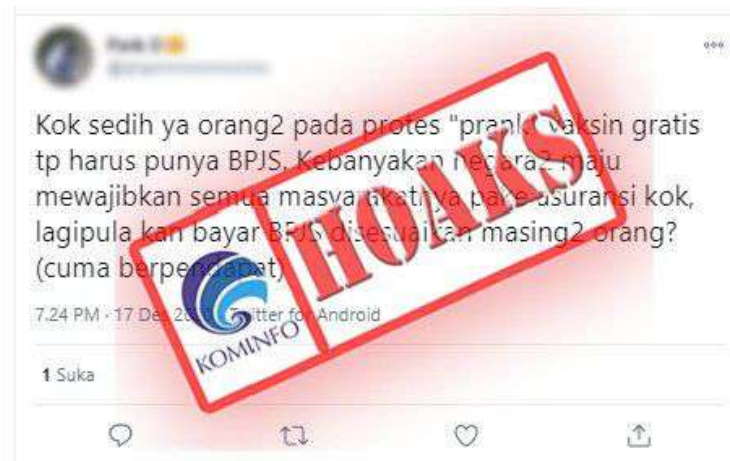 Kok sedih ya orang2 pada protes "prank" vaksin gratis
tp harus punya BPJS. Kebanyakan negara2 maju
mewajibkan semua masyarakatnya pake asuransi kok,
lagipula kan bayar BPJS disesuaikan masing2 orang?
(cuma berpendapat)
7.24 PM · 17 Des Twitter for Android
1 Suka
HOAKS
KOMINFO